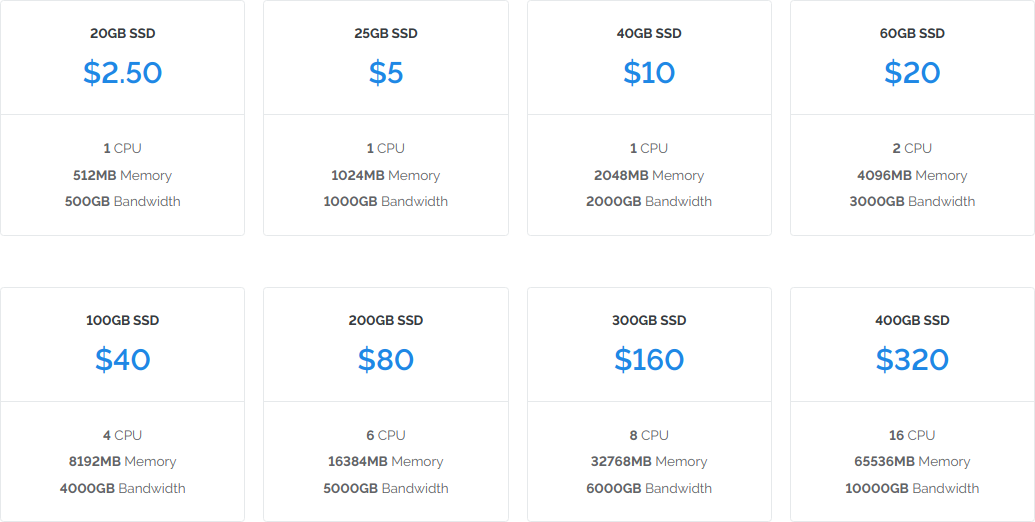 20GB SSD
$2.50
1 CPU
512MB Memory
500GB Bandwidth
25GB SSD
$5
1 CPU
1024MB Memory
1000GB Bandwidth
40GB SSD
$10
1 CPU
2048MB Memory
2000GB Bandwidth
60GB SSD
$20
2 CPU
4096MB Memory
3000GB Bandwidth
100GB SSD
$40
4 CPU
8192MB Memory
4000GB Bandwidth
200GB SSD
$80
6 CPU
16384MB Memory
5000GB Bandwidth
300GB SSD
$160
8 CPU
32768MB Memory
6000GB Bandwidth
400GB SSD
$320
16 CPU
65536MB Memory
10000GB Bandwidth